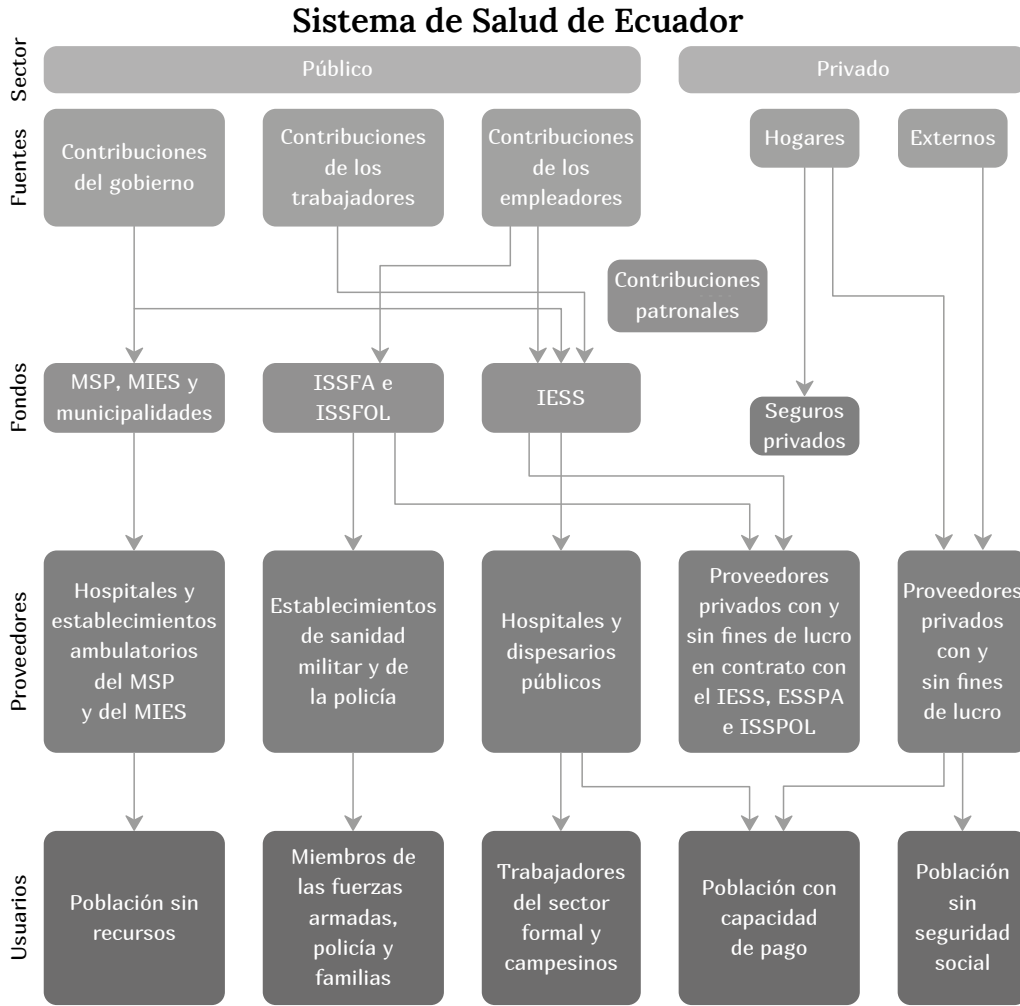 Sistema de Salud de Ecuador
Sector
Público
Privado
Fuentes
Contribuciones
del gobierno
Contribuciones
de los
trabajadores
Contribuciones
de los
empleadores
Hogares
Externos
Contribuciones
patronales
Fondos
MSP, MIES y
municipalidades
ISSFA e
ISSFOL
IESS
Seguros
privados
Proveedores
Hospitales y
establecimientos
ambulatorios
del MSP
y del MIES
Establecimientos
de sanidad
militar y de
la policía
Hospitales y
dispesarios
públicos
Proveedores
privados con y
sin fines de lucro
en contrato con
el IESS, ESSPA
e ISSPOL
Proveedores
privados
con y
sin fines
de lucro
Usuarios
Población sin
recursos
Miembros de
las fuerzas
armadas,
policía y
familias
Trabajadores
del sector
formal y
campesinos
Población con
capacidad
de pago
Población
sin
seguridad
social